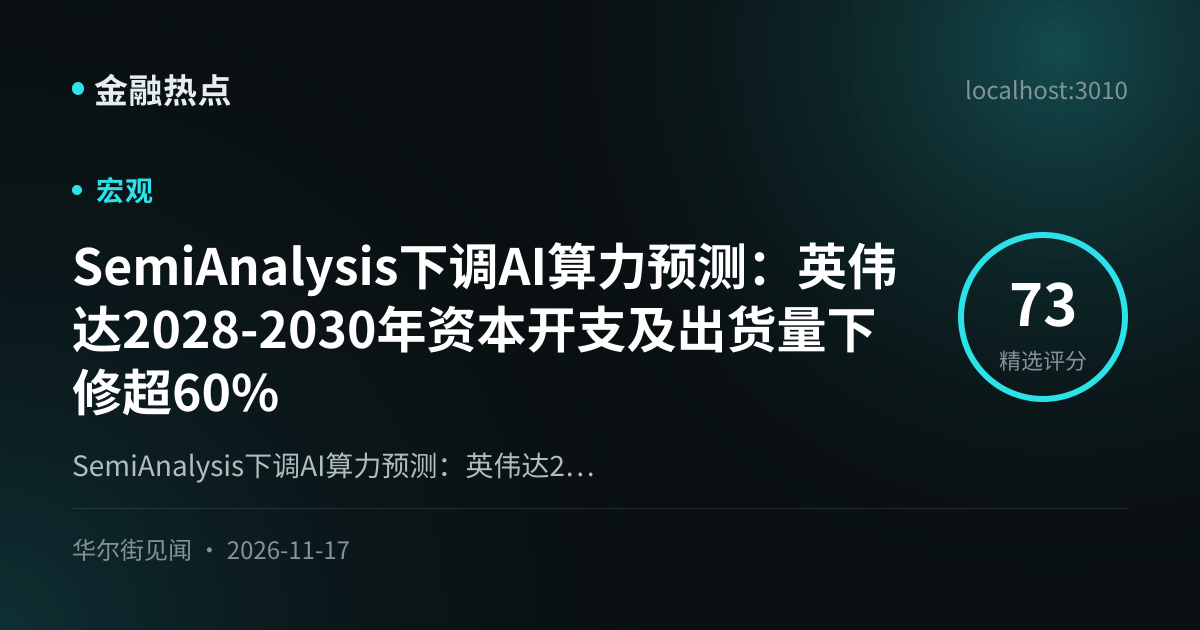 金融热点
localhost:3010
宏观
SemiAnalysis下调AI算力预测：英伟
达2028-2030年资本开支及出货量下
修超60%
73
精选评分
SemiAnalysis下调AI算力预测：英伟达2…
华尔街见闻 · 2026-11-17